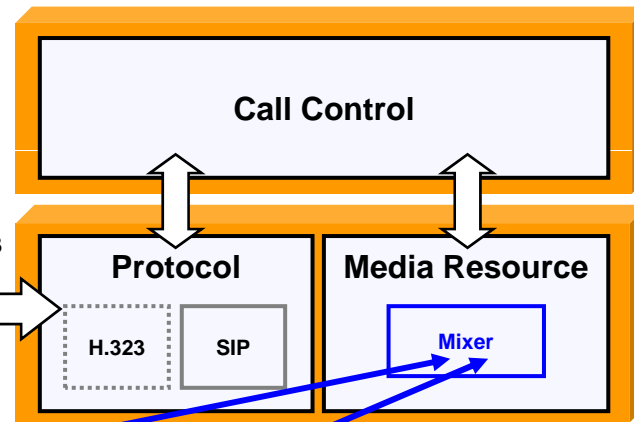 Call Control
Protocol
Media Resource
H.323
SIP
Mixer